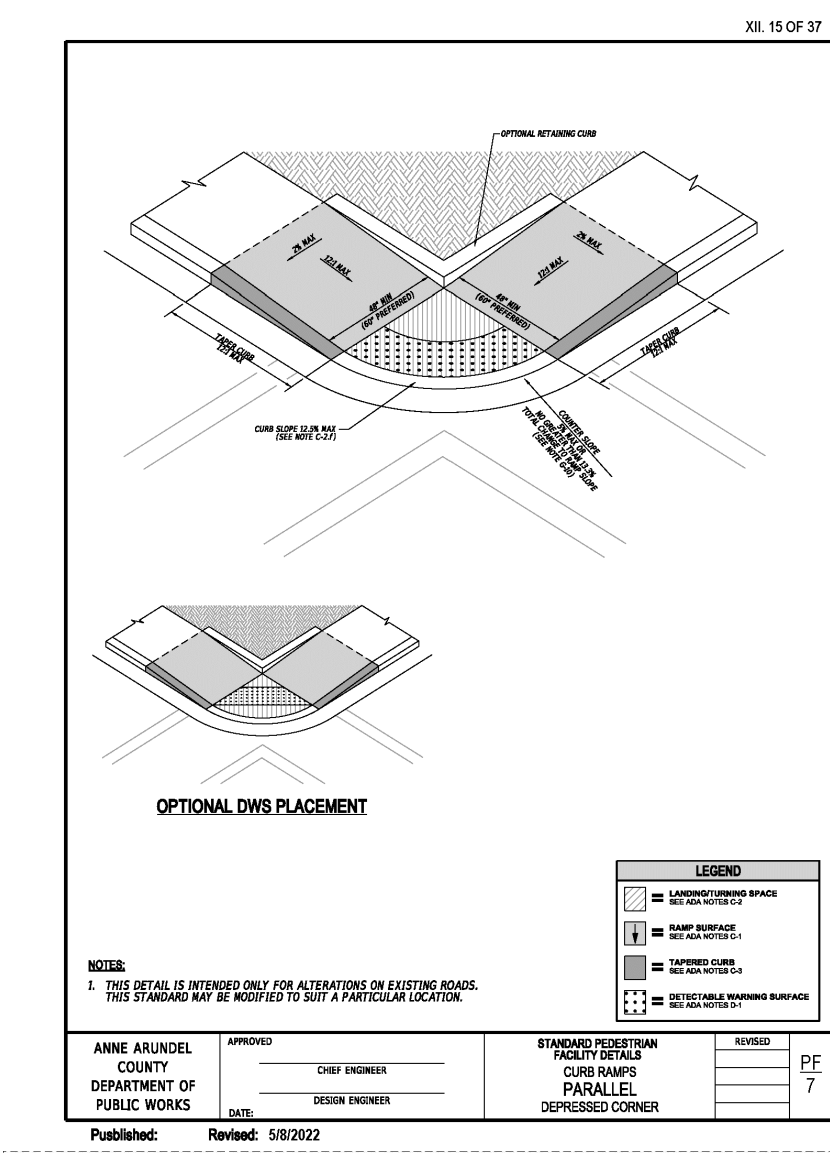 XII. 15 OF 37
OPTIONAL RETAINING CURB
2% MAX
12:1 MAX
48" MIN
(60" PREFERRED)
TAPER CURB
12:1 MAX
2% MAX
12:1 MAX
48" MIN
(60" PREFERRED)
TAPER CURB
12:1 MAX
CURB SLOPE 12.5% MAX
(SEE NOTE C-2.f)
COUNTER SLOPE
5% MAX OR
NO GREATER THAN 13.3%
TOTAL CHANGE TO RAMP SLOPE
(SEE NOTE G-10)
OPTIONAL DWS PLACEMENT
LEGEND
= LANDING/TURNING SPACE
SEE ADA NOTES C-2
= RAMP SURFACE
SEE ADA NOTES C-1
= TAPERED CURB
SEE ADA NOTES C-3
= DETECTABLE WARNING SURFACE
SEE ADA NOTES D-1
NOTES:
1. THIS DETAIL IS INTENDED ONLY FOR ALTERATIONS ON EXISTING ROADS.
THIS STANDARD MAY BE MODIFIED TO SUIT A PARTICULAR LOCATION.
ANNE ARUNDEL
COUNTY
DEPARTMENT OF
PUBLIC WORKS
APPROVED
CHIEF ENGINEER
DESIGN ENGINEER
DATE:
STANDARD PEDESTRIAN
FACILITY DETAILS
CURB RAMPS
PARALLEL
DEPRESSED CORNER
REVISED
PF
7
Pusblished: Revised: 5/8/2022